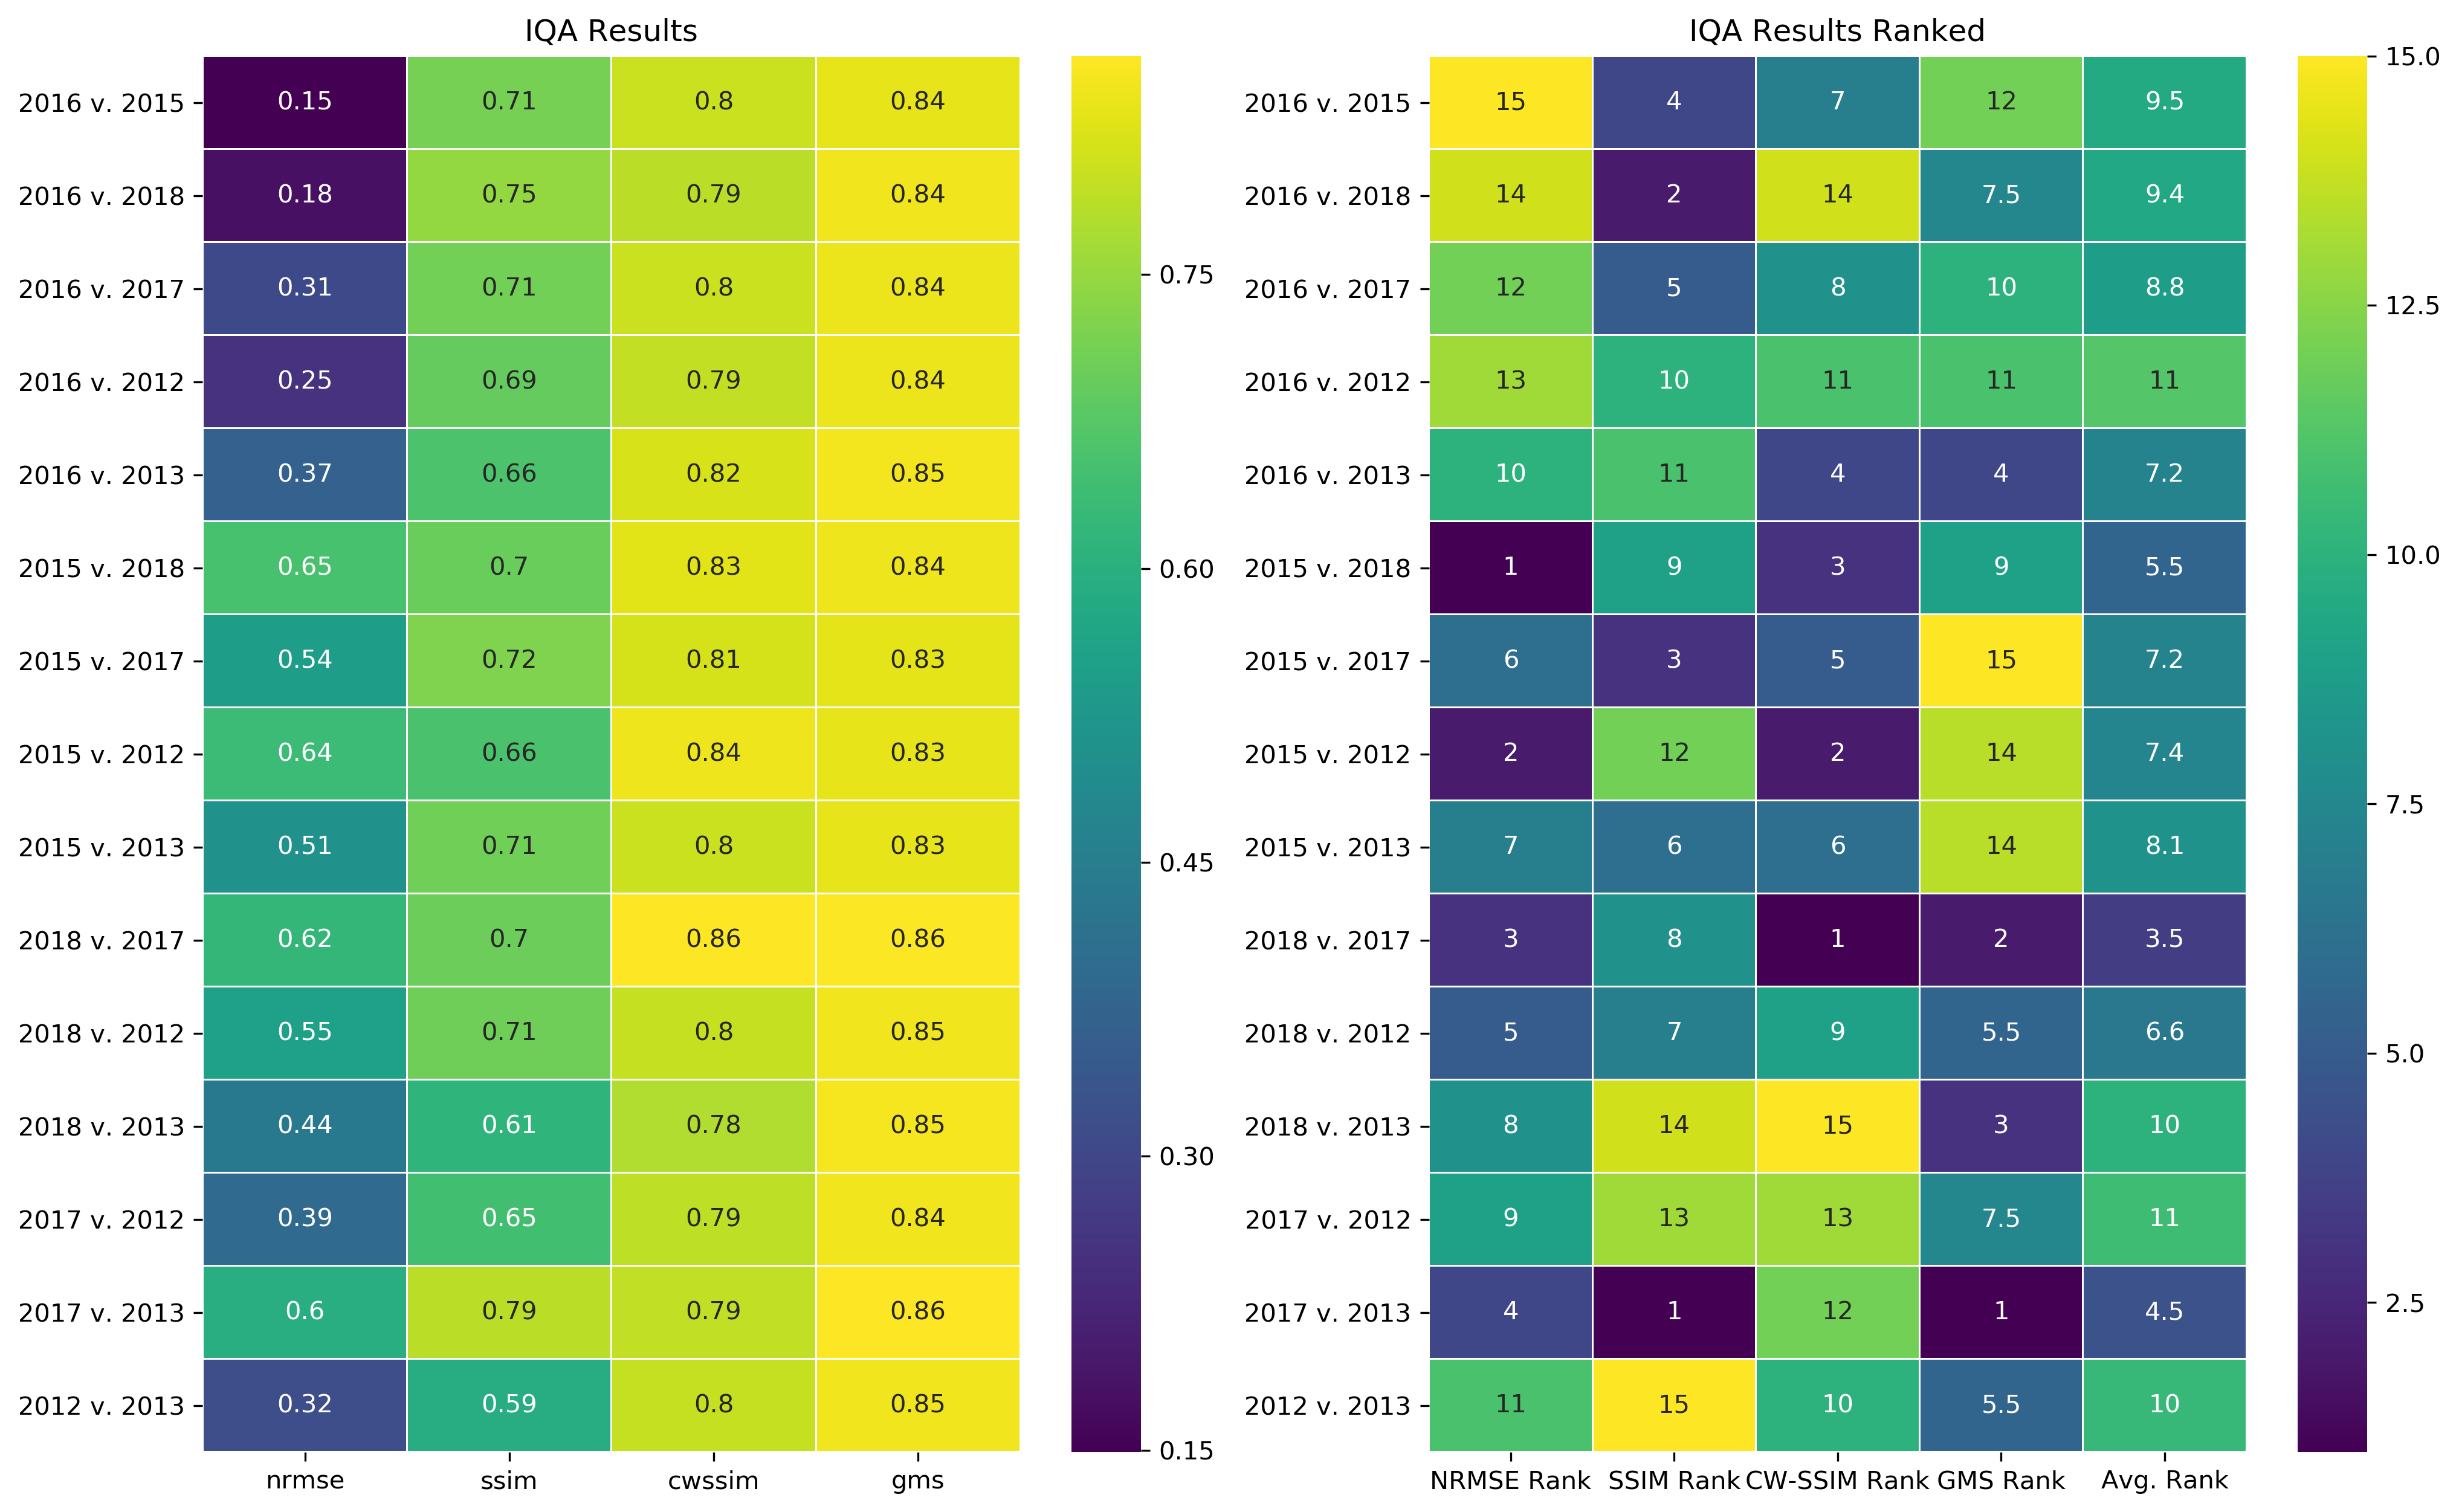 IQA Results
2016 v. 2015 0.15 0.71 0.8 0.84
2016 v. 2018 0.18 0.75 0.79 0.84
2016 v. 2017 0.31 0.71 0.8 0.84
2016 v. 2012 0.25 0.69 0.79 0.84
2016 v. 2013 0.37 0.66 0.82 0.85
2015 v. 2018 0.65 0.7 0.83 0.84
2015 v. 2017 0.54 0.72 0.81 0.83
2015 v. 2012 0.64 0.66 0.84 0.83
2015 v. 2013 0.51 0.71 0.8 0.83
2018 v. 2017 0.62 0.7 0.86 0.86
2018 v. 2012 0.55 0.71 0.8 0.85
2018 v. 2013 0.44 0.61 0.78 0.85
2017 v. 2012 0.39 0.65 0.79 0.84
2017 v. 2013 0.6 0.79 0.79 0.86
2012 v. 2013 0.32 0.59 0.8 0.85
nrmse ssim cwssim gms
0.75
0.60
0.45
0.30
0.15
IQA Results Ranked
2016 v. 2015 15 4 7 12 9.5
2016 v. 2018 14 2 14 7.5 9.4
2016 v. 2017 12 5 8 10 8.8
2016 v. 2012 13 10 11 11 11
2016 v. 2013 10 11 4 4 7.2
2015 v. 2018 1 9 3 9 5.5
2015 v. 2017 6 3 5 15 7.2
2015 v. 2012 2 12 2 14 7.4
2015 v. 2013 7 6 6 14 8.1
2018 v. 2017 3 8 1 2 3.5
2018 v. 2012 5 7 9 5.5 6.6
2018 v. 2013 8 14 15 3 10
2017 v. 2012 9 13 13 7.5 11
2017 v. 2013 4 1 12 1 4.5
2012 v. 2013 11 15 10 5.5 10
NRMSE Rank SSIM Rank CW-SSIM Rank GMS Rank Avg. Rank
15.0
12.5
10.0
7.5
5.0
2.5